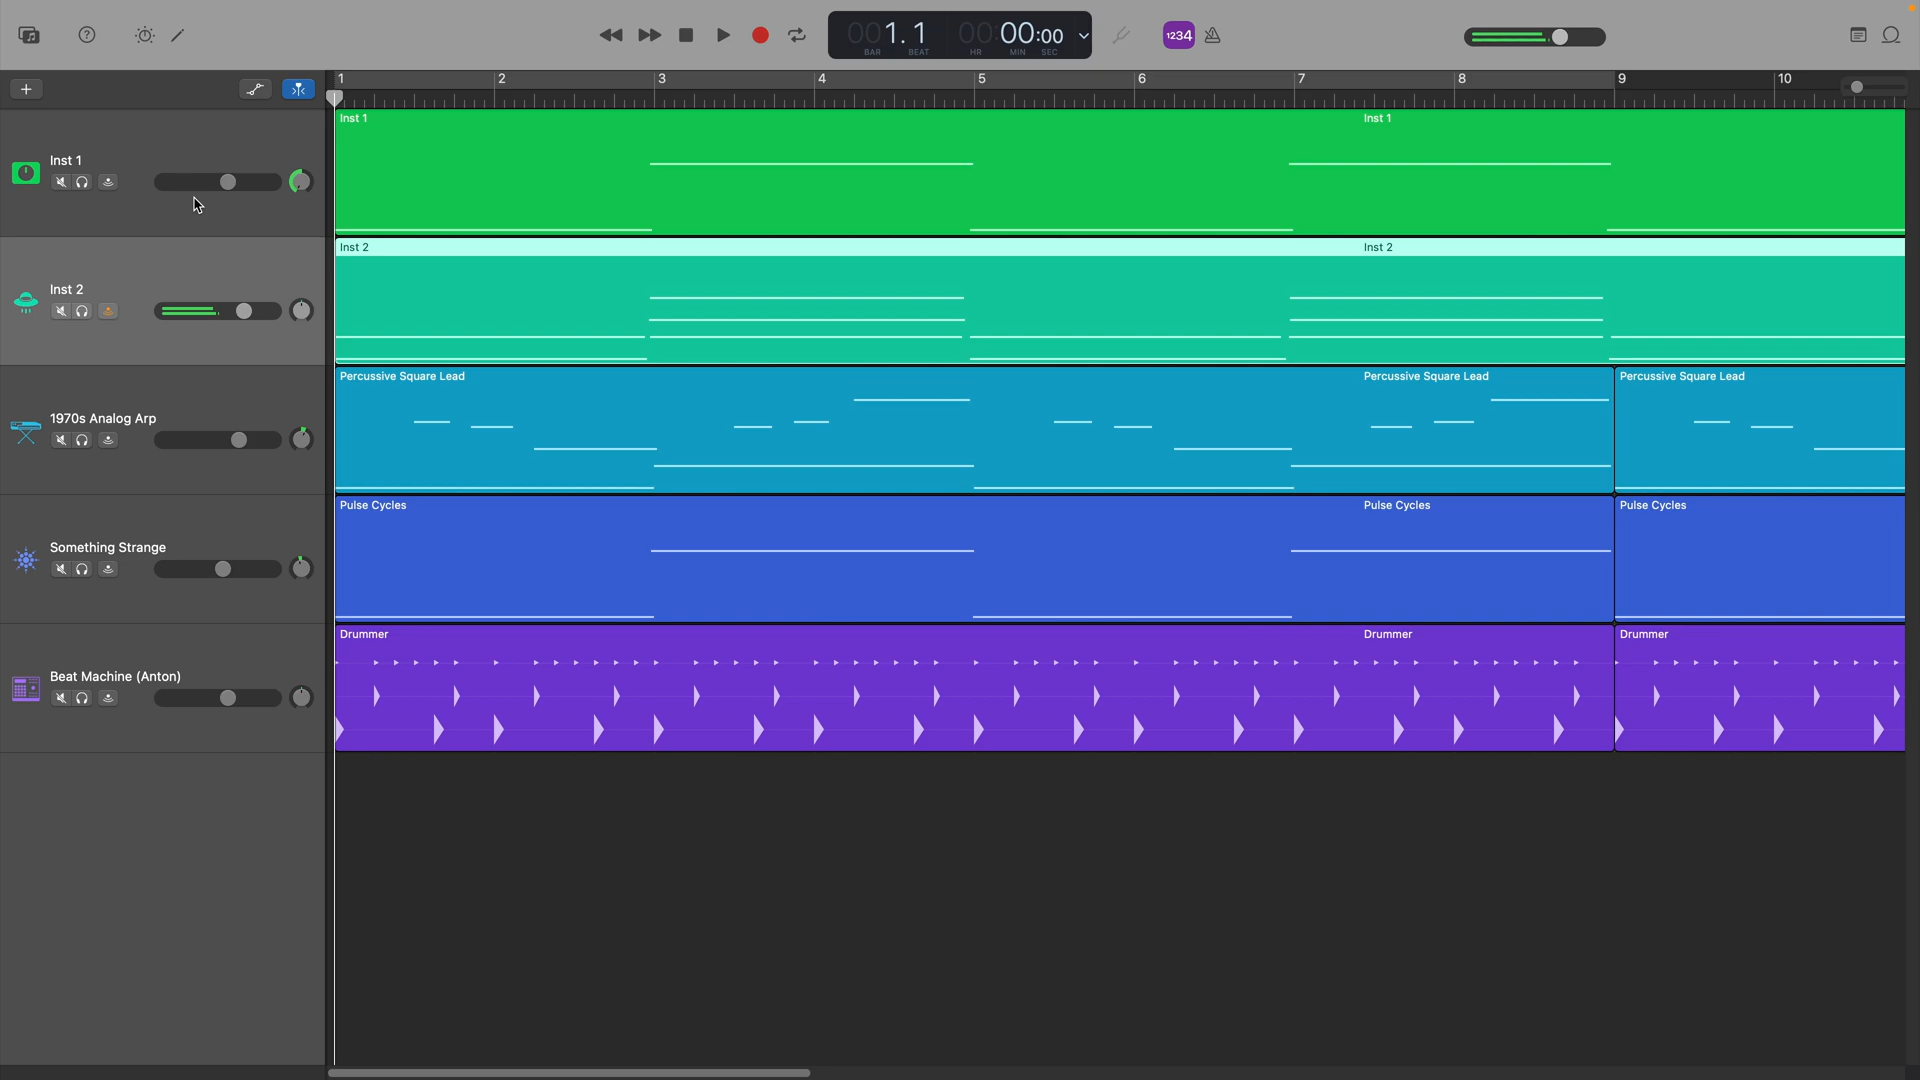 001. 1 00 00:00
BAR BEAT HR MIN SEC
1234
1 2 3 4 5 6 7 8 9 10
Inst 1
Inst 1 Inst 1
Inst 2
Inst 2 Inst 2
1970s Analog Arp
Percussive Square Lead Percussive Square Lead Percussive Square Lead
Something Strange
Pulse Cycles Pulse Cycles Pulse Cycles
Beat Machine (Anton)
Drummer Drummer Drummer